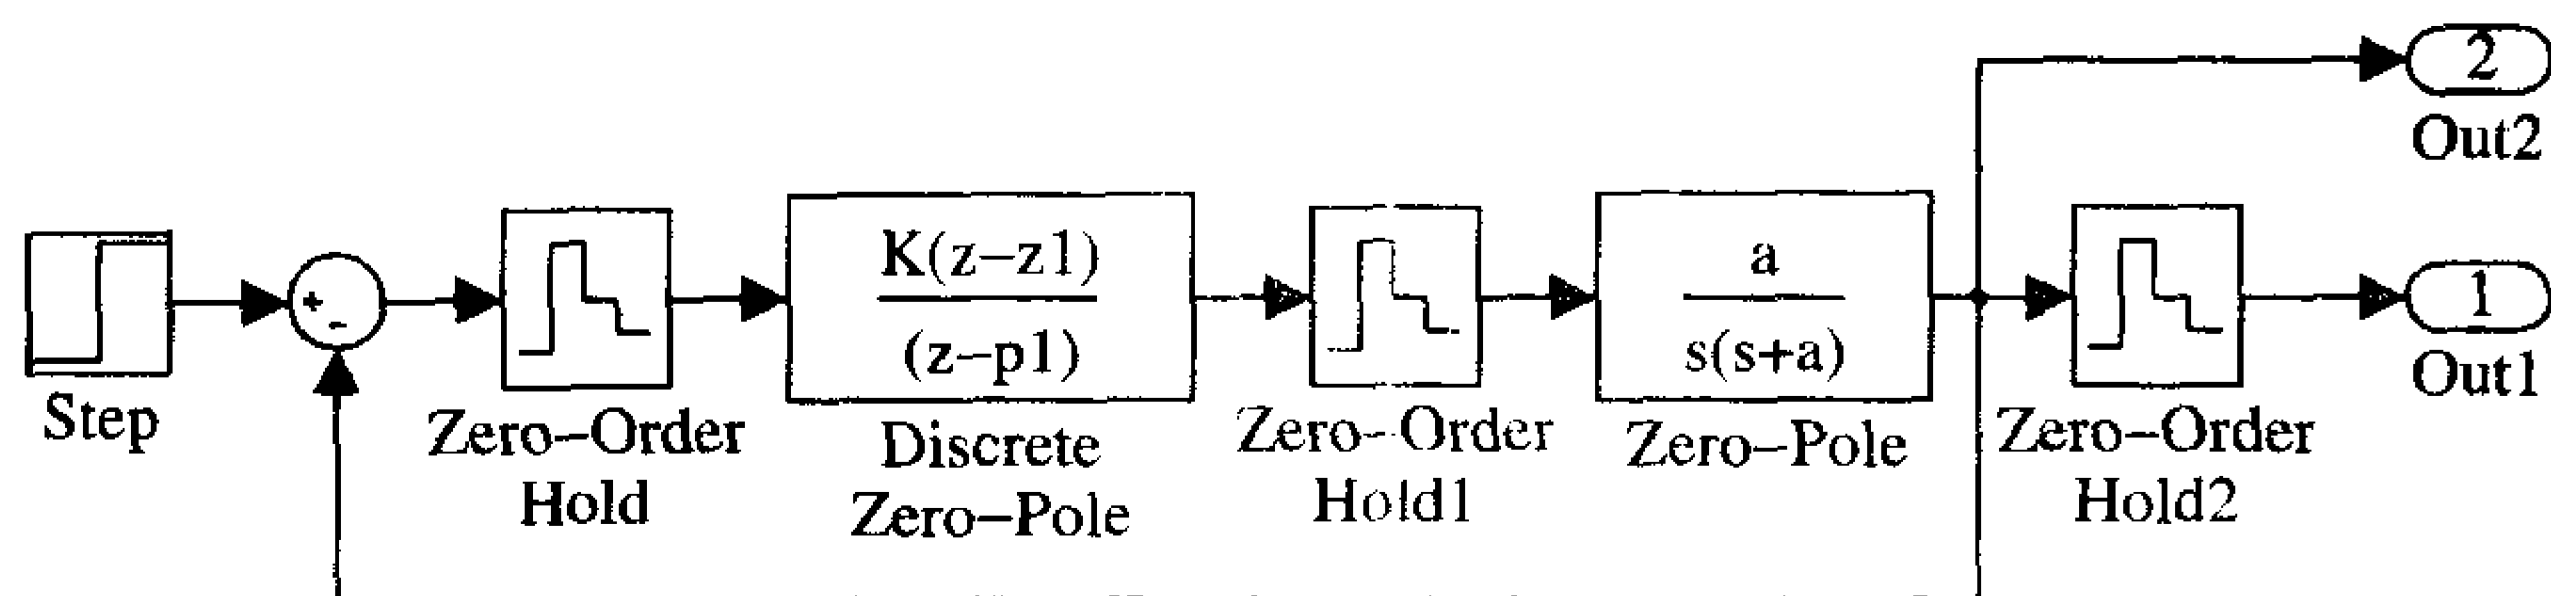 2
Out2
K(z–z1)
(z–p1)
a
s(s+a)
1
+
-
Out1
Step
Zero–Order
Hold
Discrete
Zero–Pole
Zero–Order
Hold1
Zero–Pole
Zero–Order
Hold2